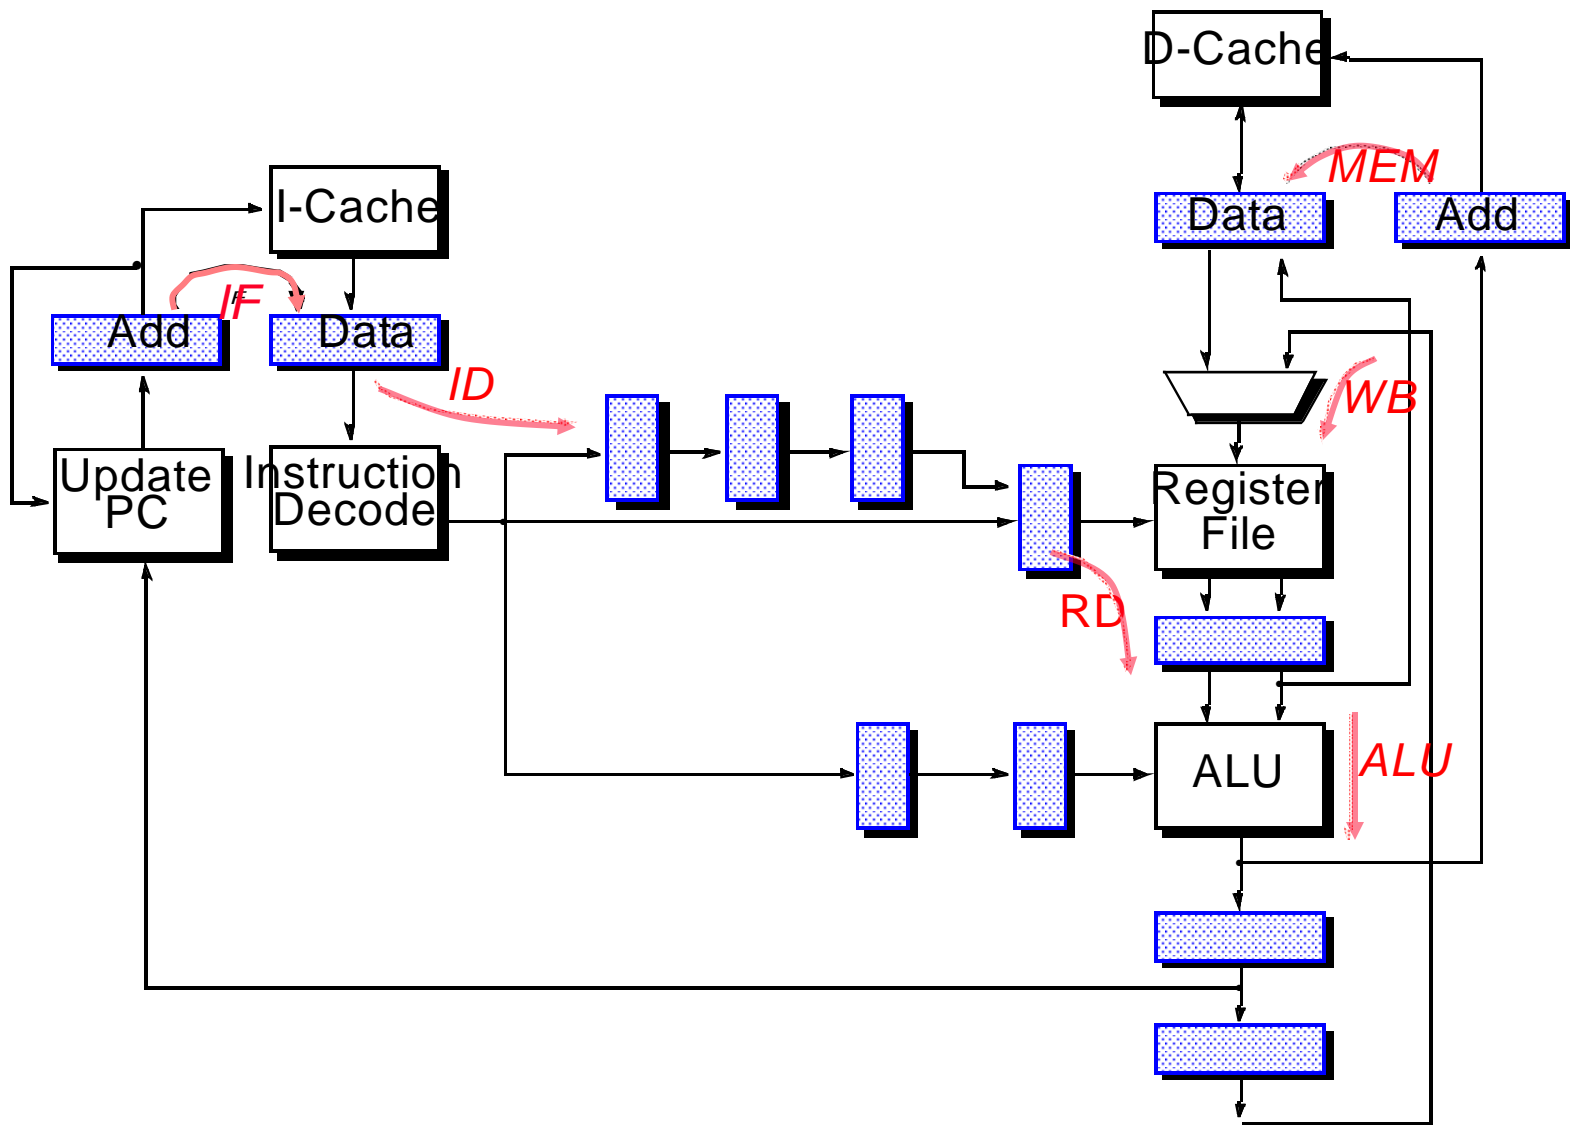 D-Cache
MEM
I-Cache
Data
Add
IF
F
Add
Data
ID
WB
Update
PC
Instruction
Decode
Register
File
RD
ALU
ALU